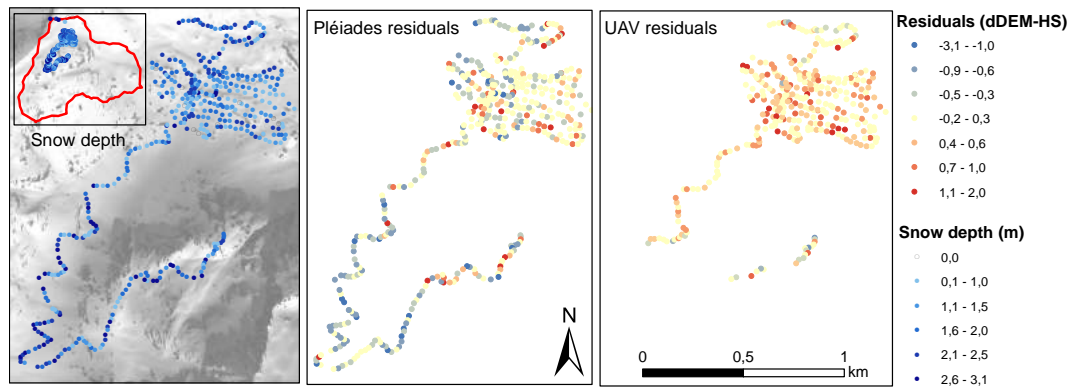 Snow depth
Pléiades residuals
N
UAV residuals
0 0,5 1
km
Residuals (dDEM-HS)
-3,1 - -1,0
-0,9 - -0,6
-0,5 - -0,3
-0,2 - 0,3
0,4 - 0,6
0,7 - 1,0
1,1 - 2,0
Snow depth (m)
0,0
0,1 - 1,0
1,1 - 1,5
1,6 - 2,0
2,1 - 2,5
2,6 - 3,1